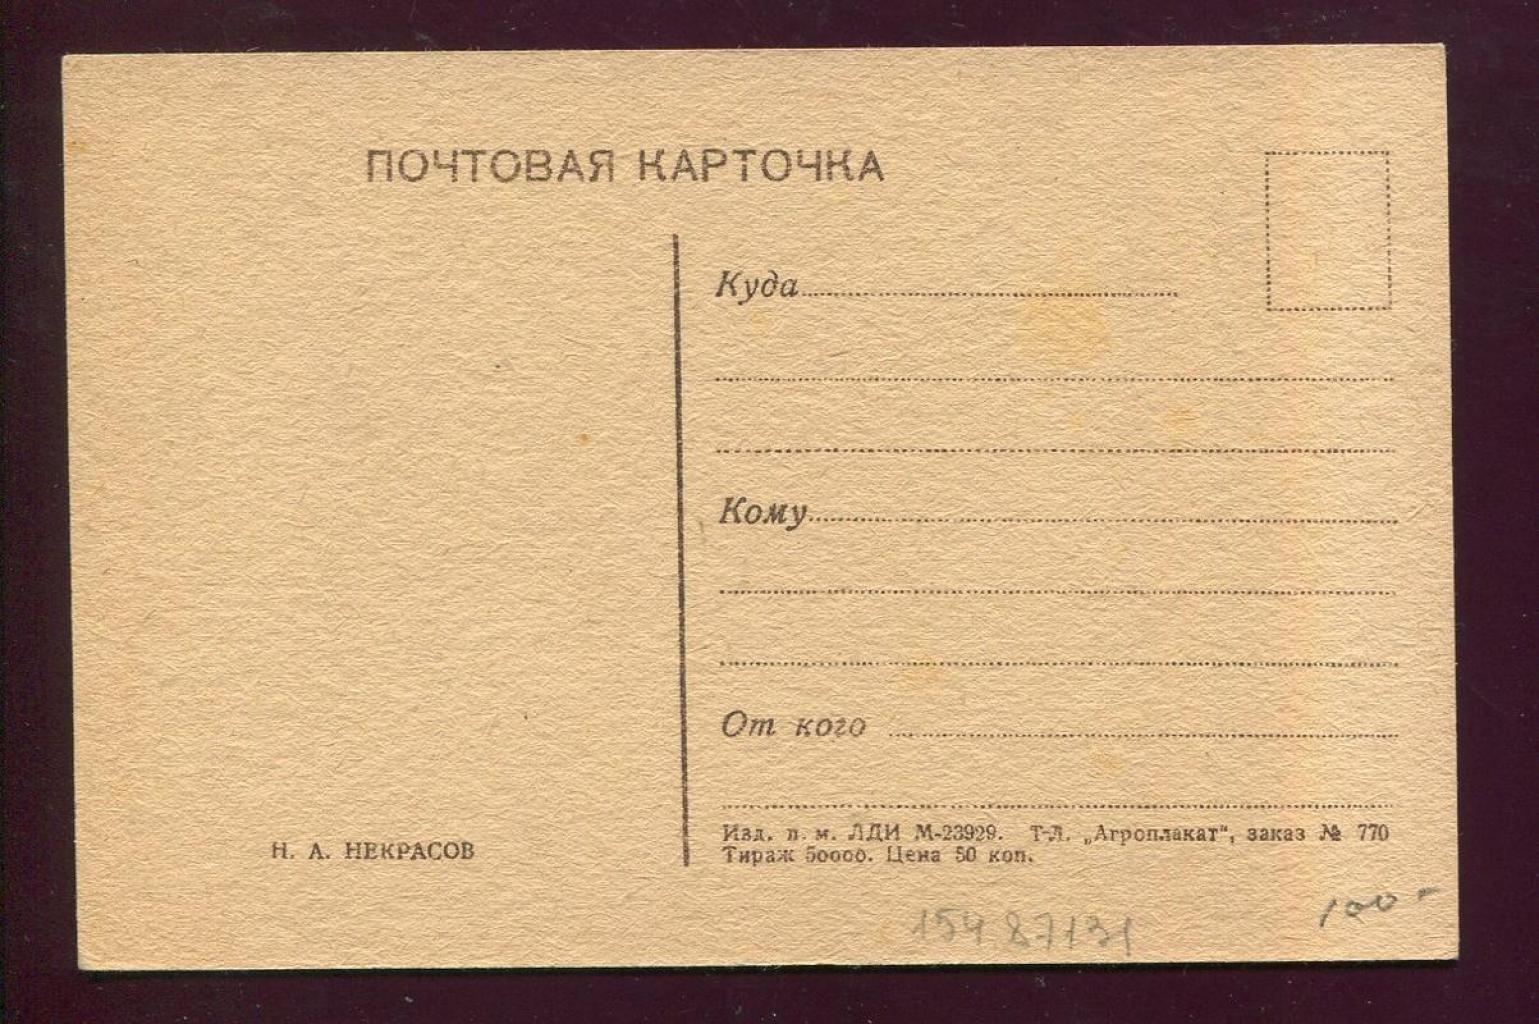 ПОЧТОВАЯ КАРТОЧКА
Куда
Кому
От кого
Изд. п. м. ЛДИ М-23929. Т-Л. „Агроплакат“, заказ № 770
Тираж 50000. Цена 50 коп.
Н. А. НЕКРАСОВ
15487131
100-